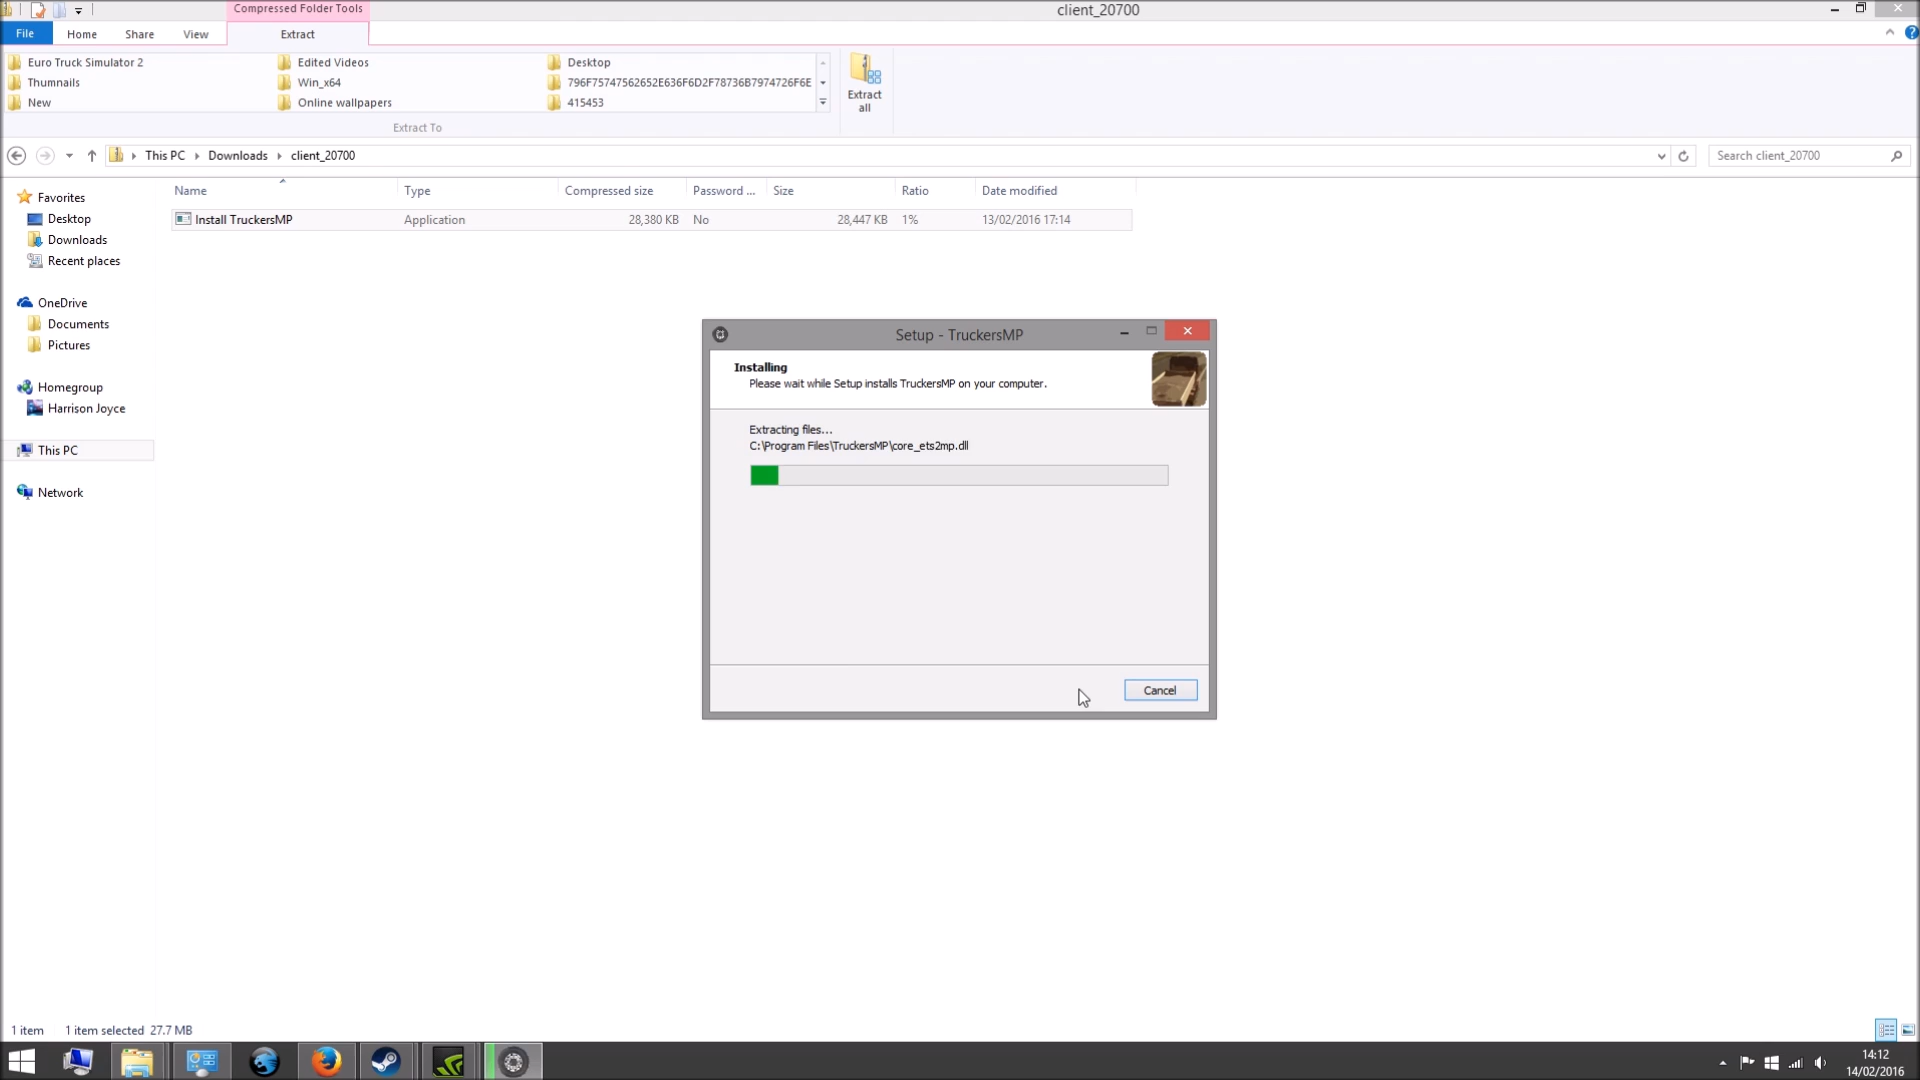 Compressed Folder Tools
client_20700
File
Home
Share
View
Extract
Euro Truck Simulator 2
Edited Videos
Desktop
Thumnails
Win_x64
796F75747562652E636F6D2F78736B7974726F6E
New
Online wallpapers
415453
Extract
all
Extract To
This PC
Downloads
client_20700
Search client_20700
Name
Type
Compressed size
Password ...
Size
Ratio
Date modified
Install TruckersMP
Application
28,380 KB
No
28,447 KB
1%
13/02/2016 17:14
Favorites
Desktop
Downloads
Recent places
OneDrive
Documents
Pictures
Homegroup
Harrison Joyce
This PC
Network
Setup - TruckersMP
Installing
Please wait while Setup installs TruckersMP on your computer.
Extracting files...
C:\Program Files\TruckersMP\core_ets2mp.dll
Cancel
1 item
1 item selected 27.7 MB
14:12
14/02/2016